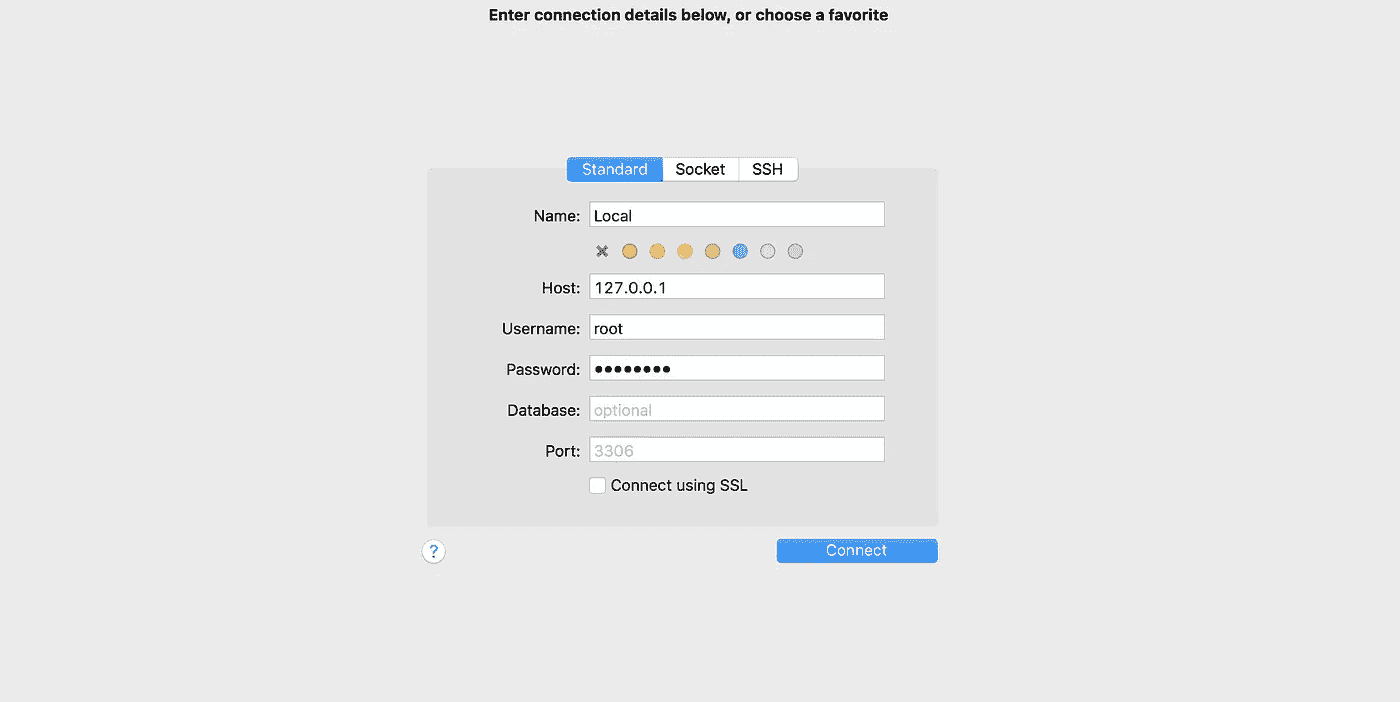 Enter connection details below, or choose a favorite
Standard Socket SSH
Name: Local
Host: 127.0.0.1
Username: root
Password: ••••••••
Database: optional
Port: 3306
Connect using SSL
? Connect